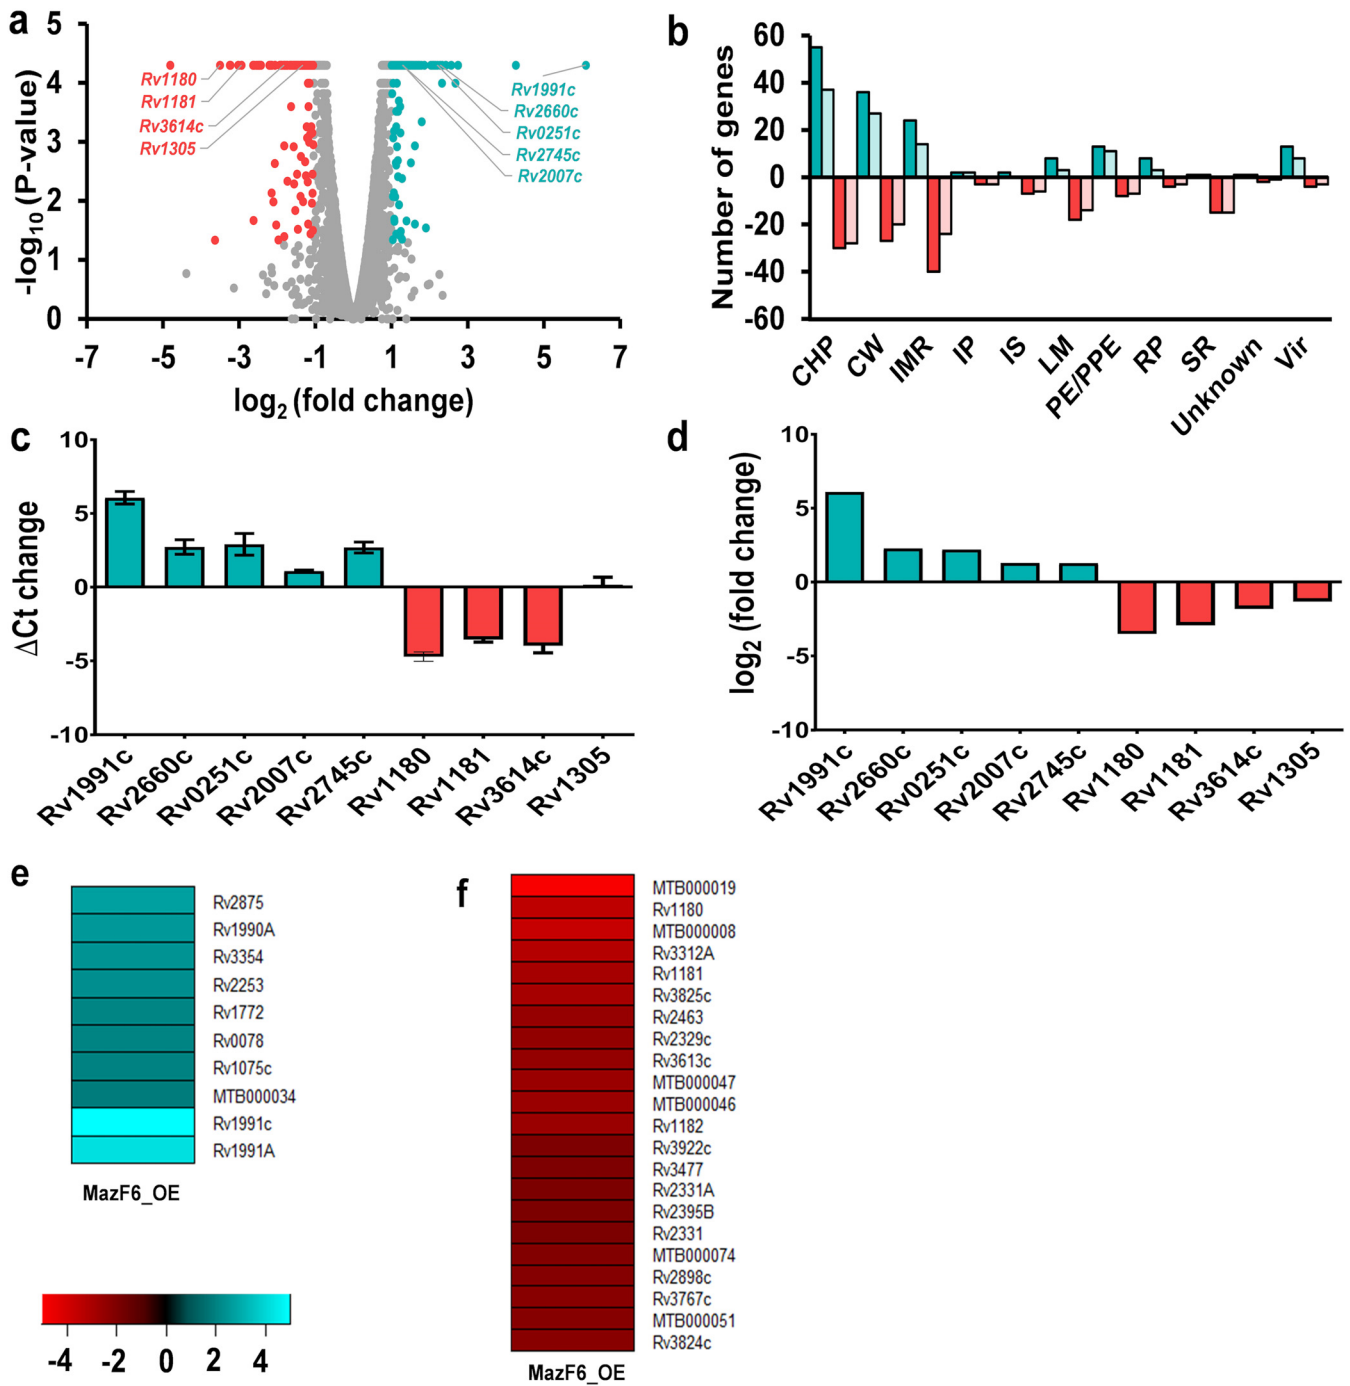 a
5
4
3
2
1
0
-log10 (P-value)
Rv1180
Rv1181
Rv3614c
Rv1305
Rv1991c
Rv2660c
Rv0251c
Rv2745c
Rv2007c
-7 -5 -3 -1 1 3 5 7
log2 (fold change)
b
Number of genes
60
40
20
0
-20
-40
-60
CHP CW IMR IP IS LM PE/PPE RP SR Unknown Vir
c
ΔCt change
10
5
0
-5
-10
Rv1991c Rv2660c Rv0251c Rv2007c Rv2745c Rv1180 Rv1181 Rv3614c Rv1305
d
log2 (fold change)
10
5
0
-5
-10
Rv1991c Rv2660c Rv0251c Rv2007c Rv2745c Rv1180 Rv1181 Rv3614c Rv1305
e
Rv2875
Rv1990A
Rv3354
Rv2253
Rv1772
Rv0078
Rv1075c
MTB000034
Rv1991c
Rv1991A
MazF6_OE
-4 -2 0 2 4
f
MTB000019
Rv1180
MTB000008
Rv3312A
Rv1181
Rv3825c
Rv2463
Rv2329c
Rv3613c
MTB000047
MTB000046
Rv1182
Rv3922c
Rv3477
Rv2331A
Rv2395B
Rv2331
MTB000074
Rv2898c
Rv3767c
MTB000051
Rv3824c
MazF6_OE